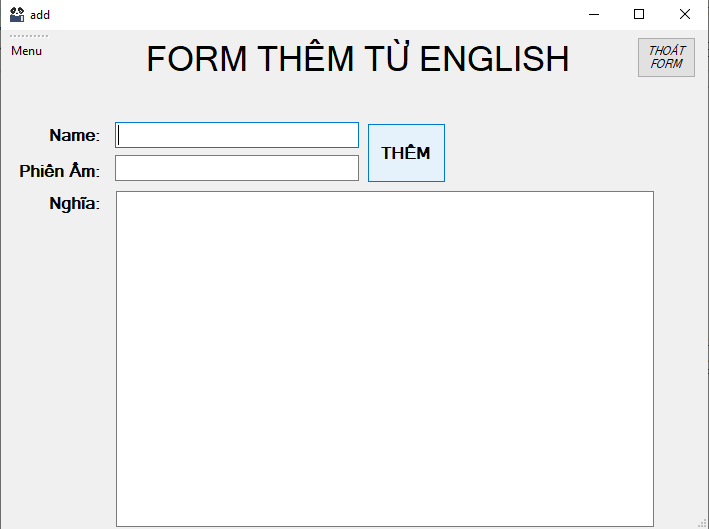 add
Menu
FORM THÊM TỪ ENGLISH
THOÁT
FORM
Name:
THÊM
Phiên Âm:
Nghĩa: